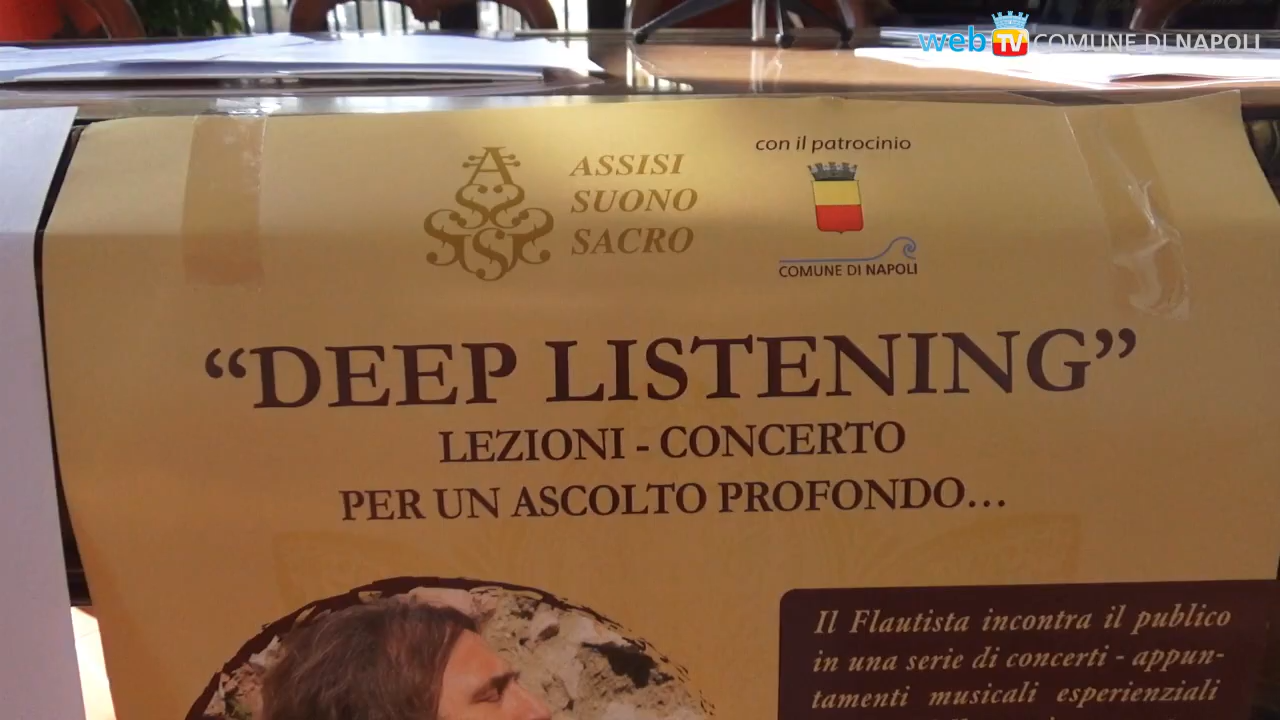 web TV COMUNE DI NAPOLI
ASSISI
SUONO
SACRO
con il patrocinio
COMUNE DI NAPOLI
“DEEP LISTENING”
LEZIONI - CONCERTO
PER UN ASCOLTO PROFONDO...
Il Flautista incontra il publico
in una serie di concerti - appun-
tamenti musicali esperienziali